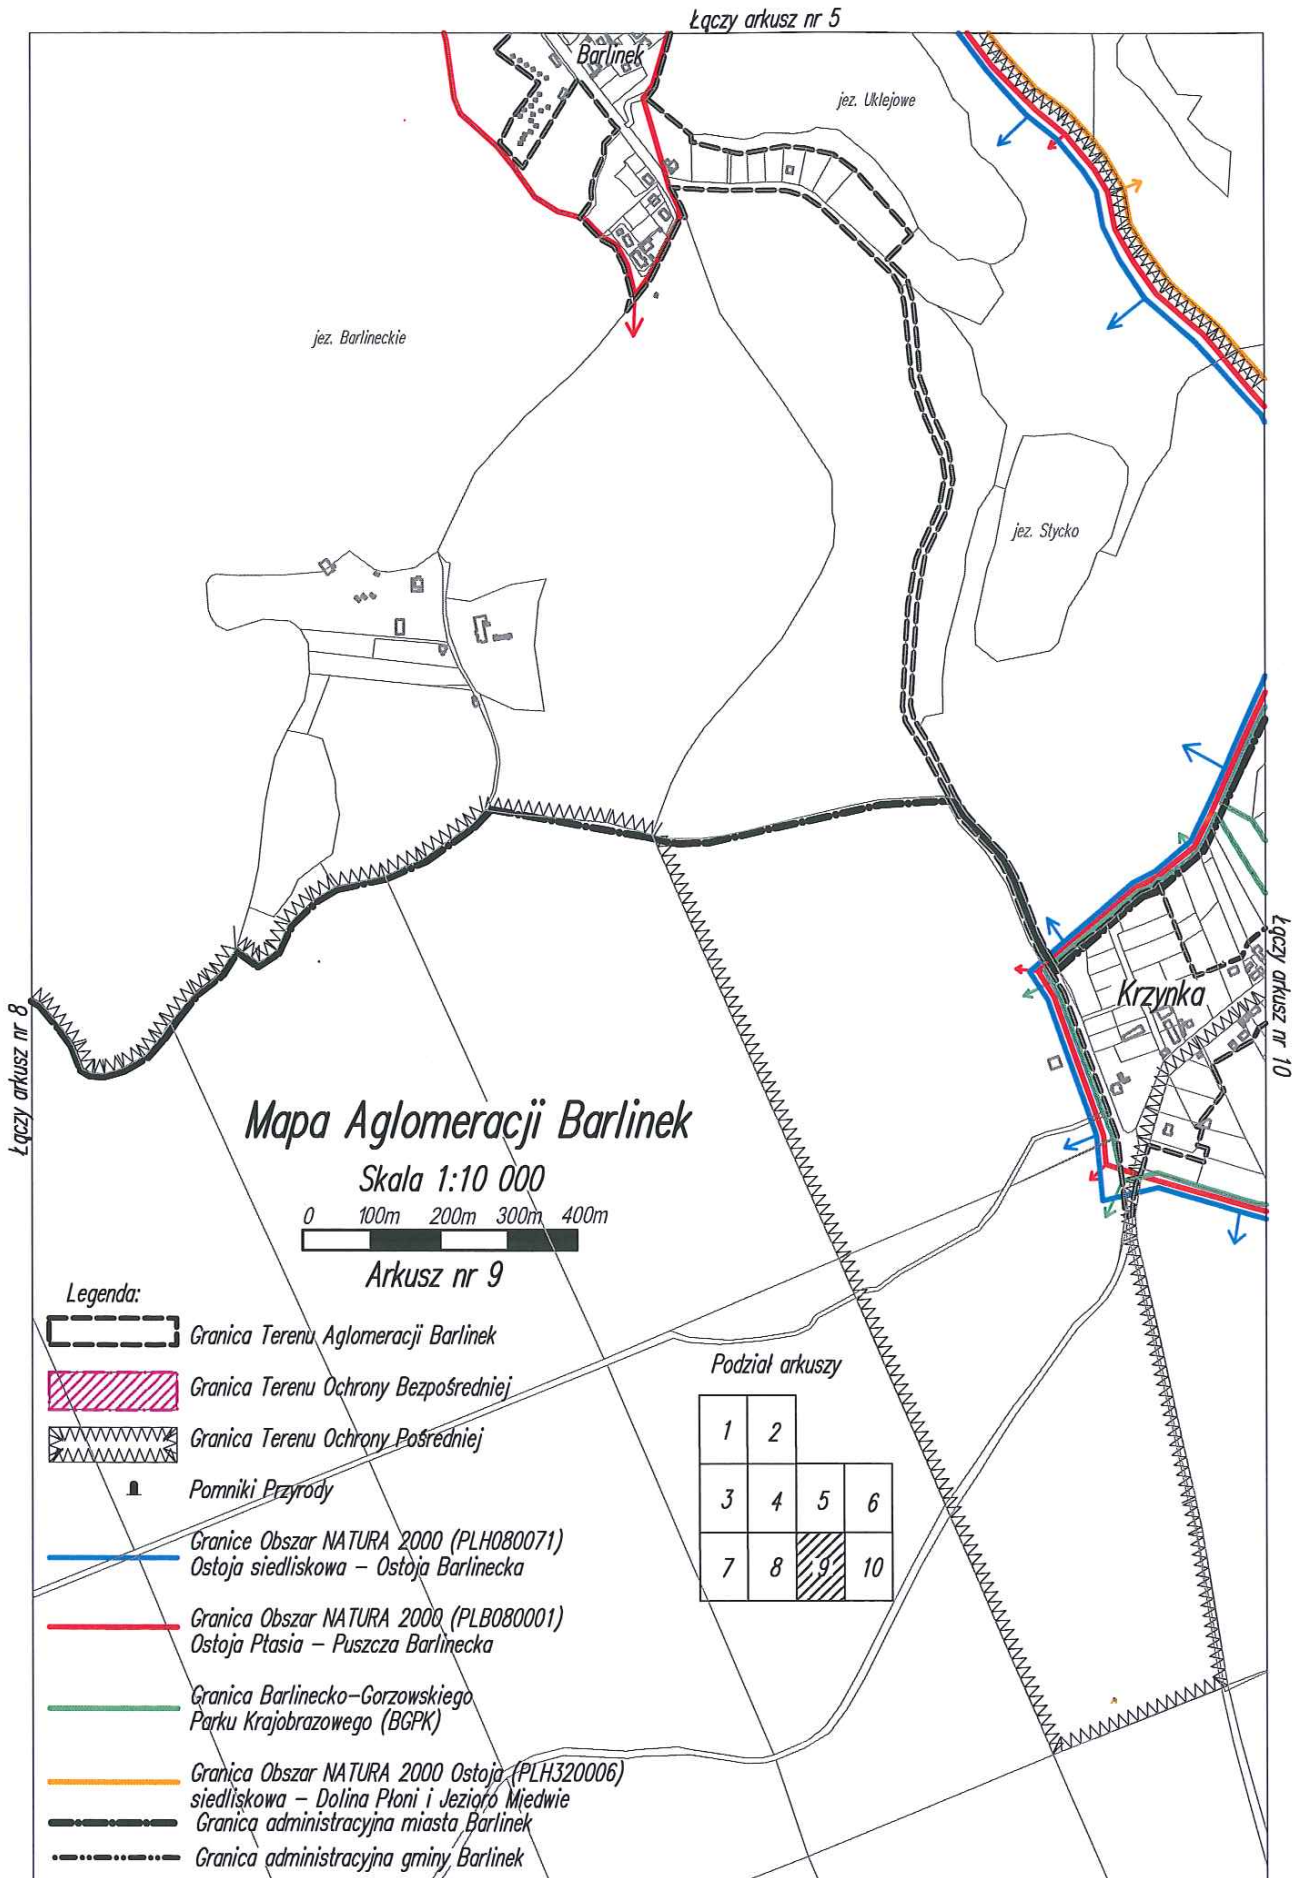 Łączy arkusz nr 5
Barlinek
jez. Uklejowe
jez. Barlineckie
jez. Stycko
Krzynka
Łączy arkusz nr 8
Łączy arkusz nr 10
Mapa Aglomeracji Barlinek
Skala 1:10 000
0 100m 200m 300m 400m
Arkusz nr 9
Legenda:
Granica Terenu Aglomeracji Barlinek
Granica Terenu Ochrony Bezpośredniej
Granica Terenu Ochrony Pośredniej
Pomniki Przyrody
Granice Obszar NATURA 2000 (PLH080071)
Ostoja siedliskowa – Ostoja Barlinecka
Granica Obszar NATURA 2000 (PLB080001)
Ostoja Ptasia – Puszcza Barlinecka
Granica Barlinecko-Gorzowskiego
Parku Krajobrazowego (BGPK)
Granica Obszar NATURA 2000 Ostoja (PLH320006)
siedliskowa – Dolina Płoni i Jezioro Miedwie
Granica administracyjna miasta Barlinek
Granica administracyjna gminy Barlinek
Podział arkuszy
1 2
3 4 5 6
7 8 9 10